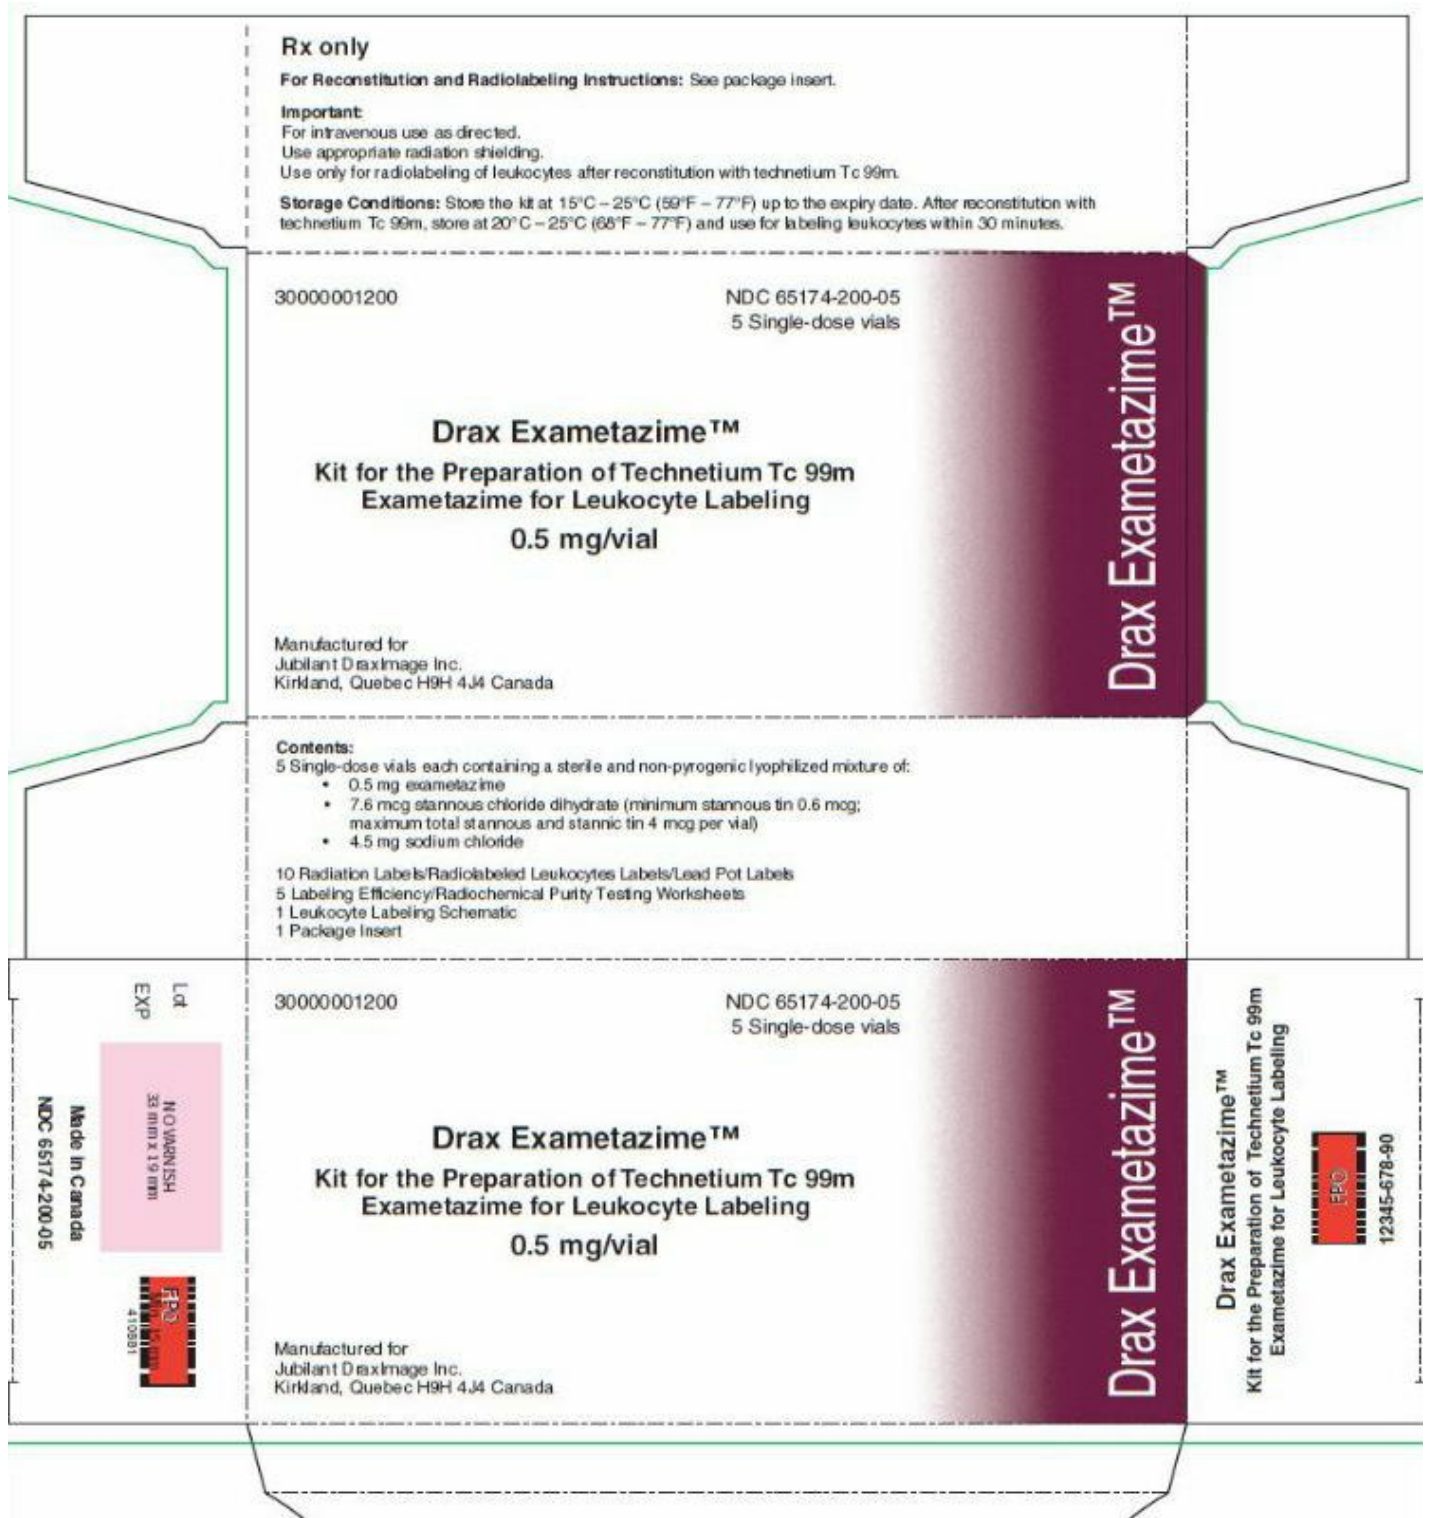 Rx only
For Reconstitution and Radiolabeling Instructions: See package insert.
Important:
For intravenous use as directed.
Use appropriate radiation shielding.
Use only for radiolabeling of leukocytes after reconstitution with technetium Tc 99m.
Storage Conditions: Store the kit at 15°C – 25°C (59°F – 77°F) up to the expiry date. After reconstitution with
technetium Tc 99m, store at 20°C – 25°C (68°F – 77°F) and use for labeling leukocytes within 30 minutes.
30000001200
NDC 65174-200-05
5 Single-dose vials
Drax Exametazime™
Kit for the Preparation of Technetium Tc 99m
Exametazime for Leukocyte Labeling
0.5 mg/vial
Manufactured for
Jubilant DraxImage Inc.
Kirkland, Quebec H9H 4J4 Canada
Drax Exametazime™
Contents:
5 Single-dose vials each containing a sterile and non-pyrogenic lyophilized mixture of:
• 0.5 mg exametazime
• 7.6 mcg stannous chloride dihydrate (minimum stannous tin 0.6 mcg;
maximum total stannous and stannic tin 4 mcg per vial)
• 4.5 mg sodium chloride
10 Radiation Labels/Radiolabeled Leukocytes Labels/Lead Pot Labels
5 Labeling Efficiency/Radiochemical Purity Testing Worksheets
1 Leukocyte Labeling Schematic
1 Package Insert
Lot
EXP
NO VARNISH
33 mm x 19 mm
Made in Canada
NDC 65174-200-05
FPO
15 mm
30000001200
NDC 65174-200-05
5 Single-dose vials
Drax Exametazime™
Kit for the Preparation of Technetium Tc 99m
Exametazime for Leukocyte Labeling
0.5 mg/vial
Manufactured for
Jubilant DraxImage Inc.
Kirkland, Quebec H9H 4J4 Canada
Drax Exametazime™
Drax Exametazime™
Kit for the Preparation of Technetium Tc 99m
Exametazime for Leukocyte Labeling
FPO
12345-678-90